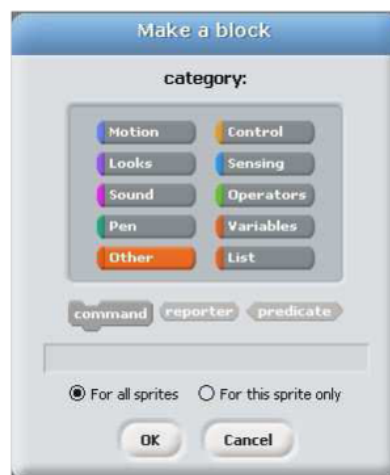 Make a block
category:
Motion Control
Looks Sensing
Sound Operators
Pen Variables
Other List
command reporter predicate
For all sprites For this sprite only
OK Cancel